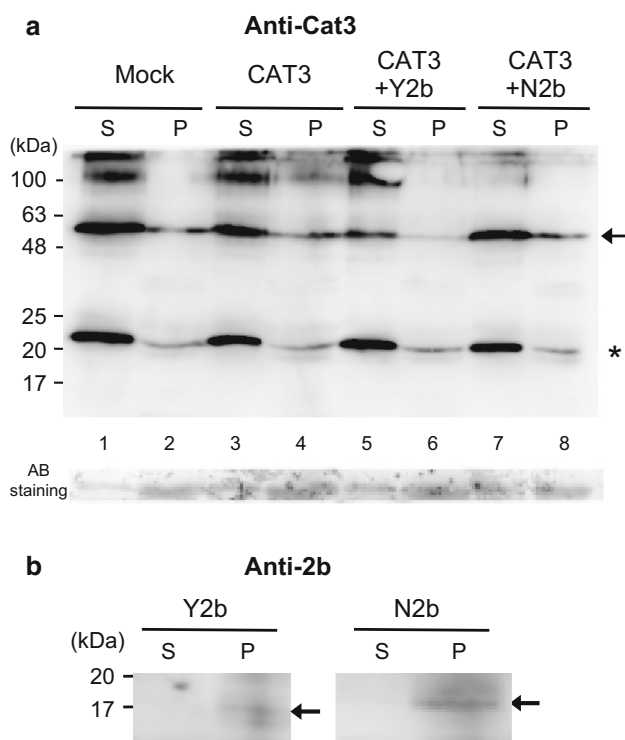 a Anti-Cat3
Mock CAT3 CAT3 +Y2b CAT3 +N2b
S P S P S P S P
(kDa)
100
63
48
25
20
17
*
1 2 3 4 5 6 7 8
AB staining
b Anti-2b
Y2b N2b
(kDa) S P S P
20
17